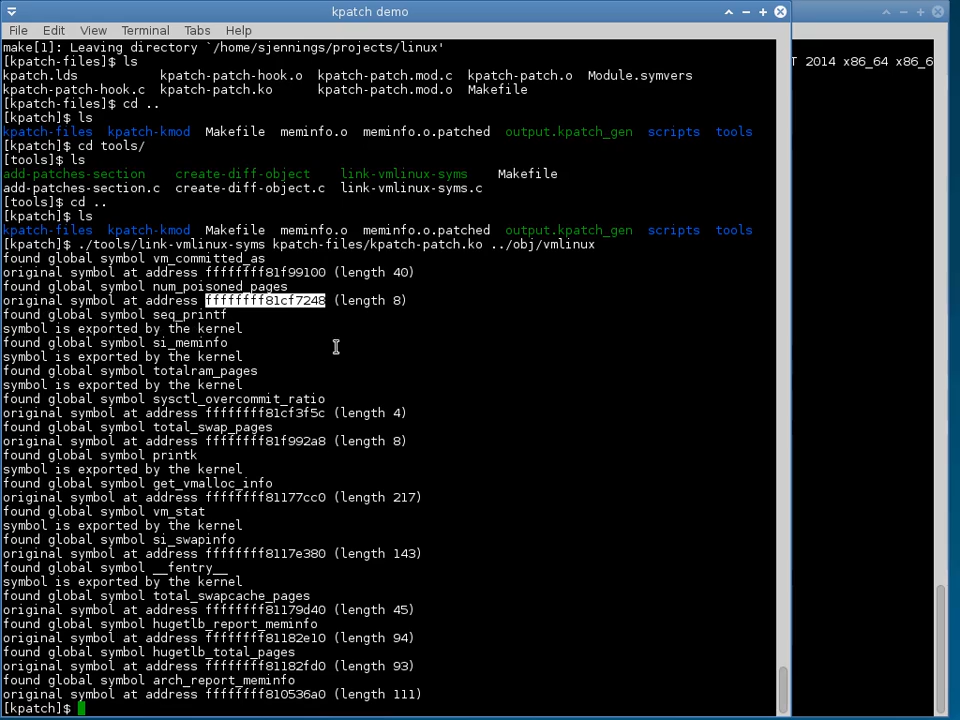 kpatch demo
File Edit View Terminal Tabs Help
make[1]: Leaving directory `/home/sjennings/projects/linux'
[kpatch-files]$ ls
kpatch.lds kpatch-patch-hook.o kpatch-patch.mod.c kpatch-patch.o Module.symvers
kpatch-patch-hook.c kpatch-patch.ko kpatch-patch.mod.o Makefile
[kpatch-files]$ cd ..
[kpatch]$ ls
kpatch-files kpatch-kmod Makefile meminfo.o meminfo.o.patched output.kpatch_gen scripts tools
[kpatch]$ cd tools/
[tools]$ ls
add-patches-section create-diff-object link-vmlinux-syms Makefile
add-patches-section.c create-diff-object.c link-vmlinux-syms.c
[tools]$ cd ..
[kpatch]$ ls
kpatch-files kpatch-kmod Makefile meminfo.o meminfo.o.patched output.kpatch_gen scripts tools
[kpatch]$ ./tools/link-vmlinux-syms kpatch-files/kpatch-patch.ko ../obj/vmlinux
found global symbol vm_committed_as
original symbol at address ffffffff81f99100 (length 40)
found global symbol num_poisoned_pages
original symbol at address ffffffff81cf7248 (length 8)
found global symbol seq_printf
symbol is exported by the kernel
found global symbol si_meminfo
symbol is exported by the kernel
found global symbol totalram_pages
symbol is exported by the kernel
found global symbol sysctl_overcommit_ratio
original symbol at address ffffffff81cf3f5c (length 4)
found global symbol total_swap_pages
original symbol at address ffffffff81f992a8 (length 8)
found global symbol printk
symbol is exported by the kernel
found global symbol get_vmalloc_info
original symbol at address ffffffff81177cc0 (length 217)
found global symbol vm_stat
symbol is exported by the kernel
found global symbol si_swapinfo
original symbol at address ffffffff8117e380 (length 143)
found global symbol __fentry__
symbol is exported by the kernel
found global symbol total_swapcache_pages
original symbol at address ffffffff81179d40 (length 45)
found global symbol hugetlb_report_meminfo
original symbol at address ffffffff81182e10 (length 94)
found global symbol hugetlb_total_pages
original symbol at address ffffffff81182fd0 (length 93)
found global symbol arch_report_meminfo
original symbol at address ffffffff810536a0 (length 111)
[kpatch]$
T 2014 x86_64 x86_6